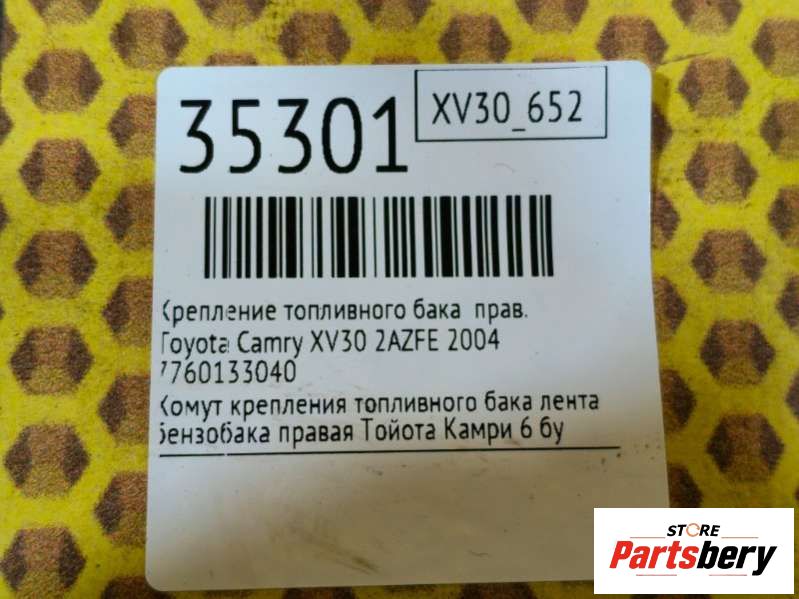 35301
XV30_652
Крепление топливного бака прав.
Toyota Camry XV30 2AZFE 2004
7760133040
Хомут крепления топливного бака лента
бензобака правая Тойота Камри 6 бу
STORE
Partsbery